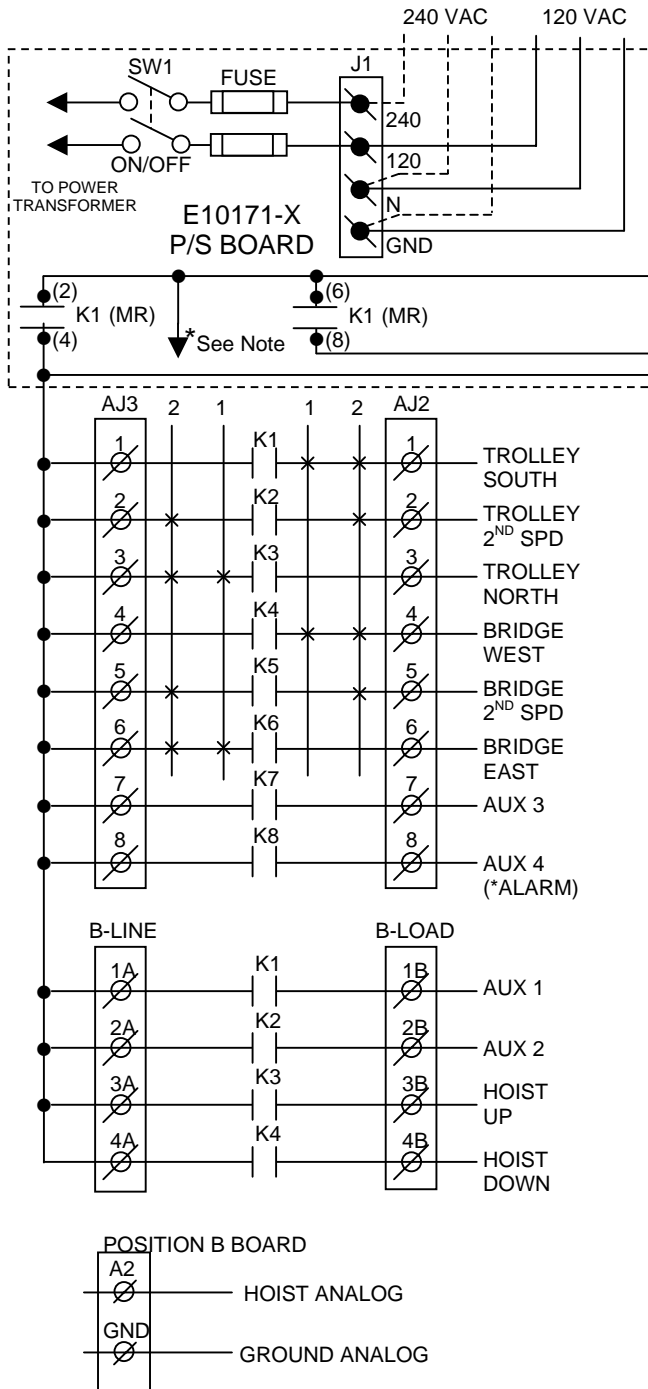 240 VAC 120 VAC
SW1 FUSE J1
240
120
ON/OFF
N
TO POWER
TRANSFORMER
E10171-X
P/S BOARD
GND
(2) (6)
K1 (MR) K1 (MR)
(4) *See Note (8)
AJ3 2 1 1 2 AJ2
1 K1 1 TROLLEY
SOUTH
2 K2 2 TROLLEY
2ND SPD
3 K3 3 TROLLEY
NORTH
4 K4 4 BRIDGE
WEST
5 K5 5 BRIDGE
2ND SPD
6 K6 6 BRIDGE
EAST
7 K7 7 AUX 3
8 K8 8 AUX 4
(*ALARM)
B-LINE B-LOAD
1A K1 1B AUX 1
2A K2 2B AUX 2
3A K3 3B HOIST
UP
4A K4 4B HOIST
DOWN
POSITION B BOARD
A2 HOIST ANALOG
GND GROUND ANALOG